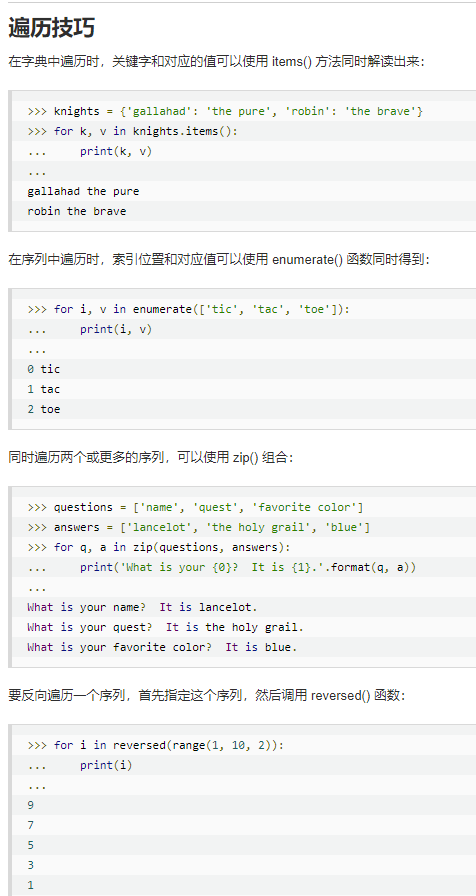 遍历技巧
在字典中遍历时，关键字和对应的值可以使用 items() 方法同时解读出来：
>>> knights = {'gallahad': 'the pure', 'robin': 'the brave'}
>>> for k, v in knights.items():
...     print(k, v)
...
gallahad the pure
robin the brave
在序列中遍历时，索引位置和对应值可以使用 enumerate() 函数同时得到：
>>> for i, v in enumerate(['tic', 'tac', 'toe']):
...     print(i, v)
...
0 tic
1 tac
2 toe
同时遍历两个或更多的序列，可以使用 zip() 组合：
>>> questions = ['name', 'quest', 'favorite color']
>>> answers = ['lancelot', 'the holy grail', 'blue']
>>> for q, a in zip(questions, answers):
...     print('What is your {0}?  It is {1}.'.format(q, a))
...
What is your name?  It is lancelot.
What is your quest?  It is the holy grail.
What is your favorite color?  It is blue.
要反向遍历一个序列，首先指定这个序列，然后调用 reversed() 函数：
>>> for i in reversed(range(1, 10, 2)):
...     print(i)
...
9
7
5
3
1